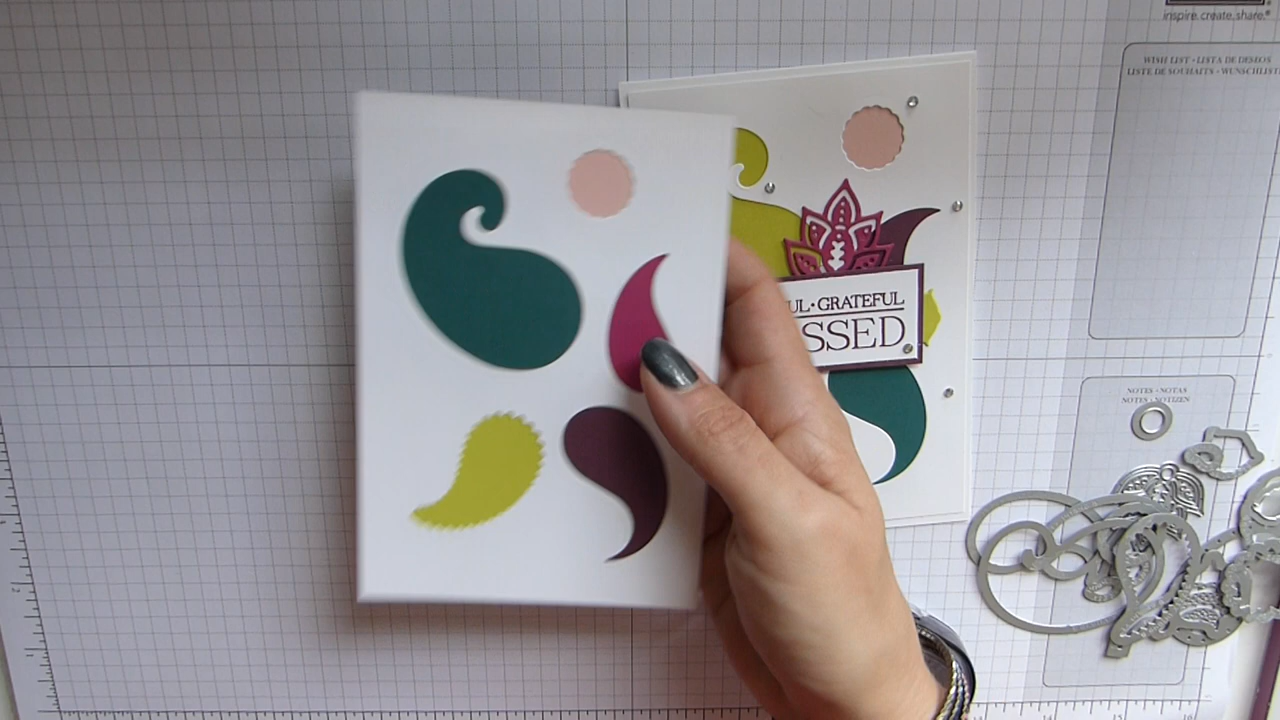 inspire.create.share.®
WISH LIST • LISTA DE DESEOS
LISTE DE SOUHAITS • WUNSCHLISTE
UL•GRATEFUL
SSED
NOTES • NOTAS
NOTES • NOTIZEN